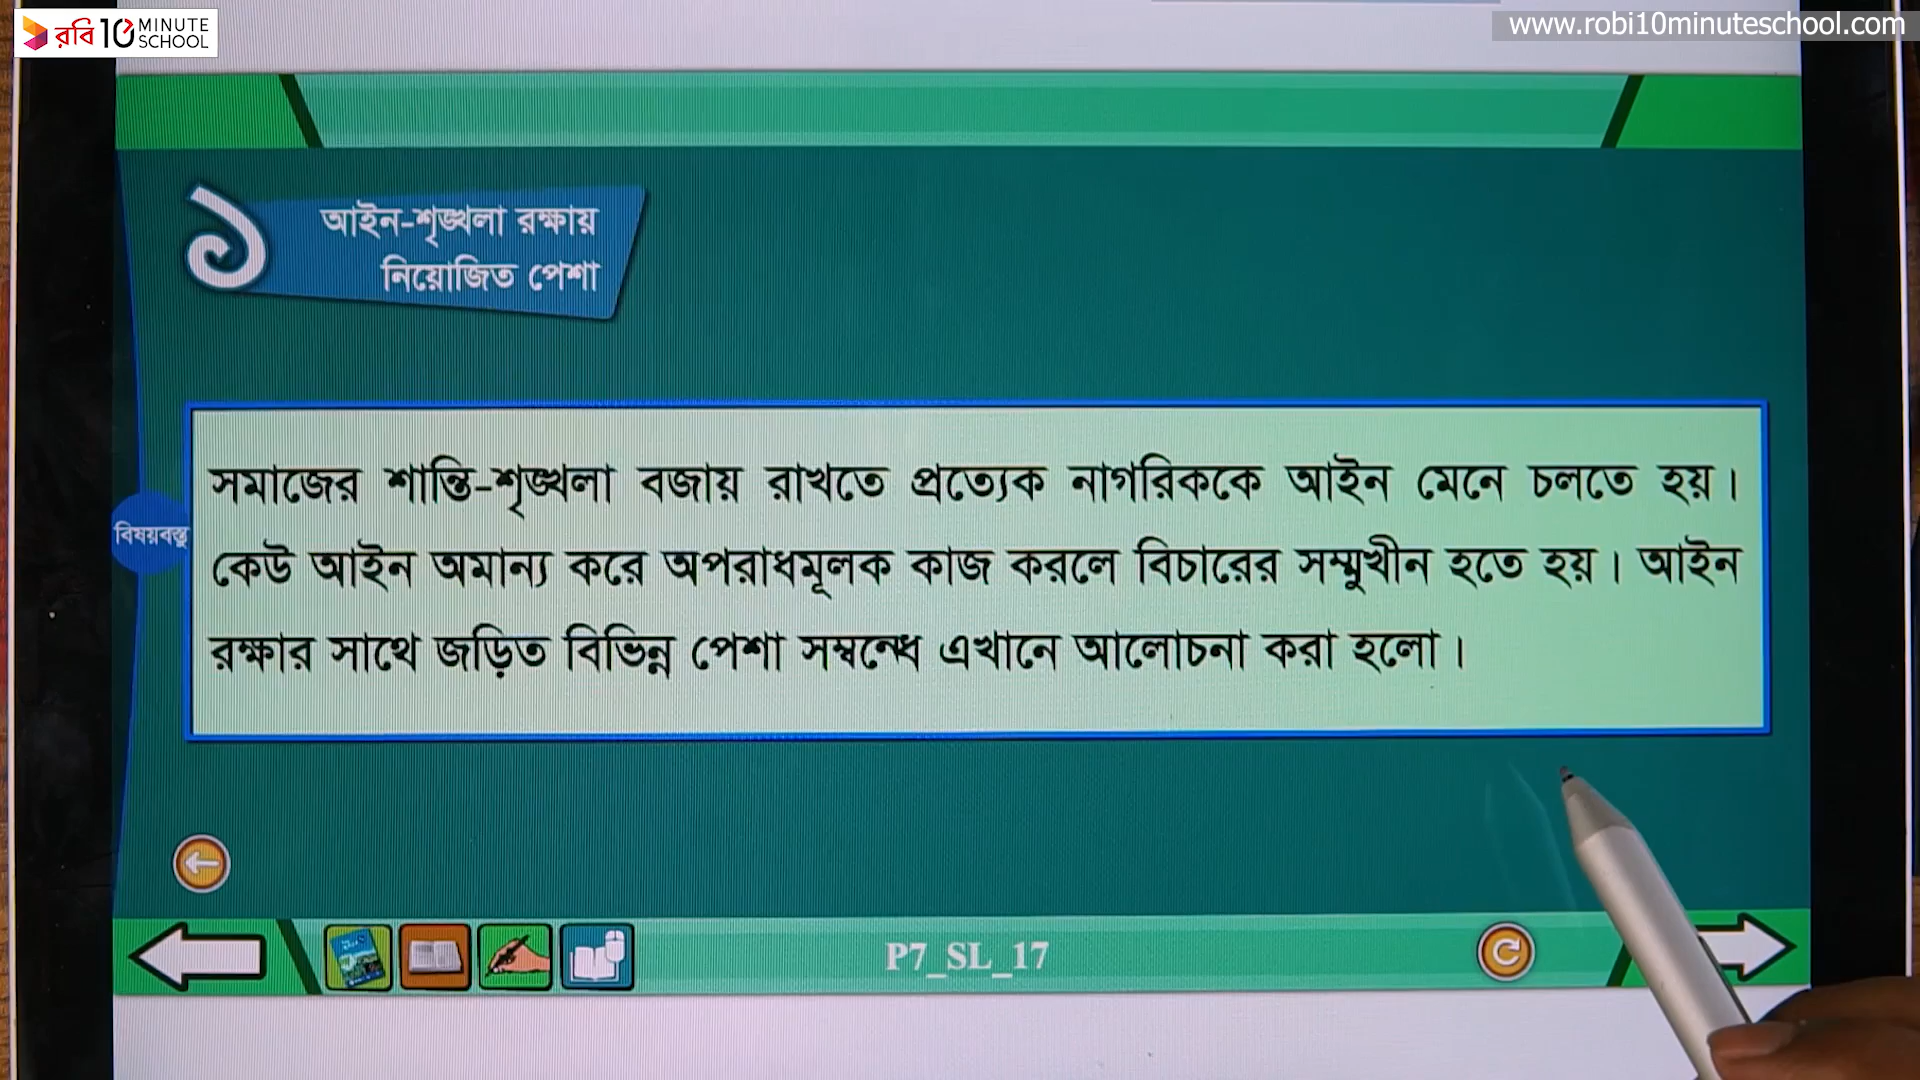 রবি 10 MINUTE SCHOOL
www.robi10minuteschool.com
১
আইন-শৃঙ্খলা রক্ষায়
নিয়োজিত পেশা
সমাজের শান্তি-শৃঙ্খলা বজায় রাখতে প্রত্যেক নাগরিককে আইন মেনে চলতে হয়।
বিষয়বস্তু
কেউ আইন অমান্য করে অপরাধমূলক কাজ করলে বিচারের সম্মুখীন হতে হয়। আইন
রক্ষার সাথে জড়িত বিভিন্ন পেশা সম্বন্ধে এখানে আলোচনা করা হলো।
P7_SL_17